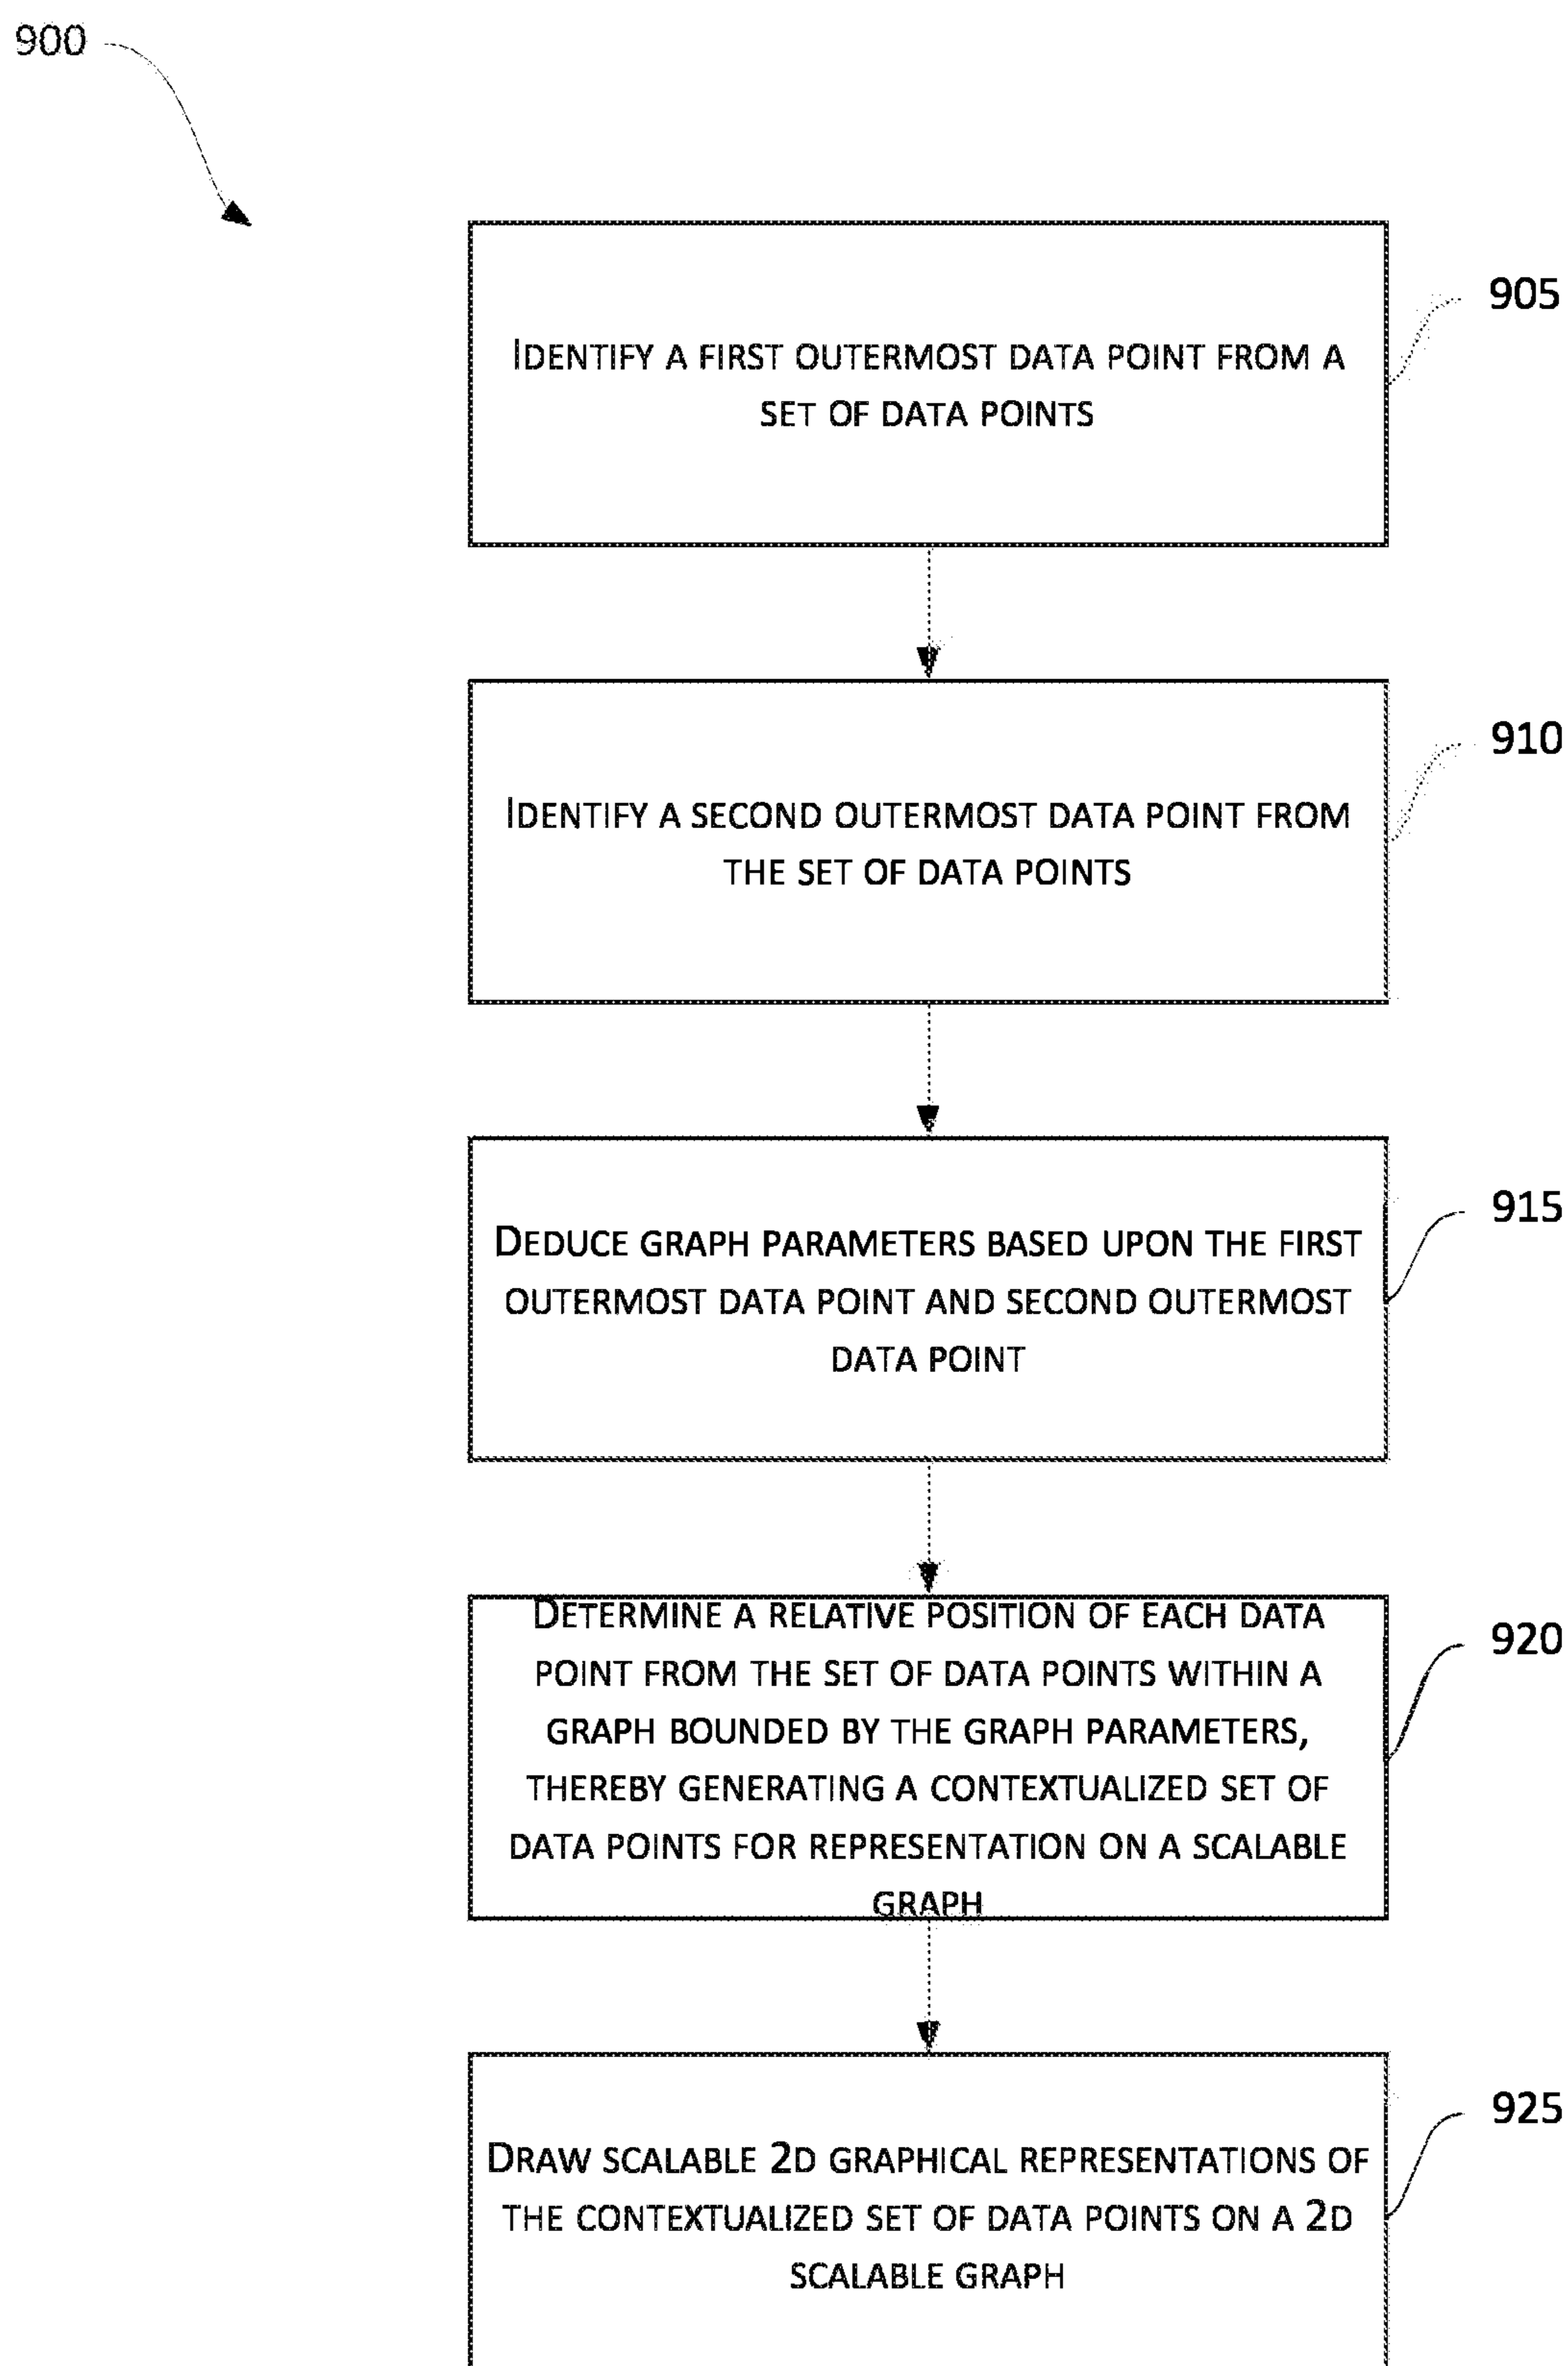 900
905
IDENTIFY A FIRST OUTERMOST DATA POINT FROM A
SET OF DATA POINTS
910
IDENTIFY A SECOND OUTERMOST DATA POINT FROM
THE SET OF DATA POINTS
915
DEDUCE GRAPH PARAMETERS BASED UPON THE FIRST
OUTERMOST DATA POINT AND SECOND OUTERMOST
DATA POINT
920
DETERMINE A RELATIVE POSITION OF EACH DATA
POINT FROM THE SET OF DATA POINTS WITHIN A
GRAPH BOUNDED BY THE GRAPH PARAMETERS,
THEREBY GENERATING A CONTEXTUALIZED SET OF
DATA POINTS FOR REPRESENTATION ON A SCALABLE
GRAPH
925
DRAW SCALABLE 2D GRAPHICAL REPRESENTATIONS OF
THE CONTEXTUALIZED SET OF DATA POINTS ON A 2D
SCALABLE GRAPH